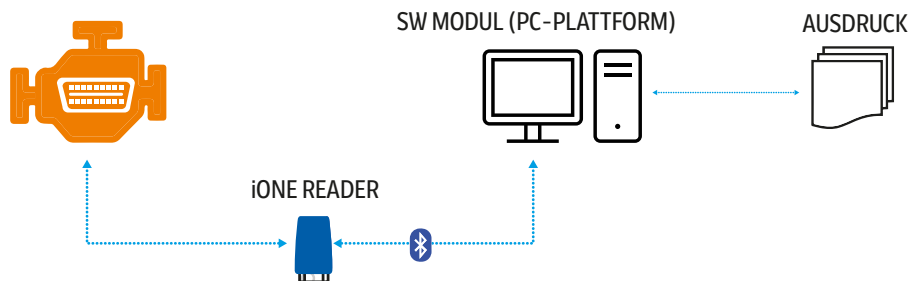 SW MODUL (PC-PLATTFORM)
AUSDRUCK
iONE READER